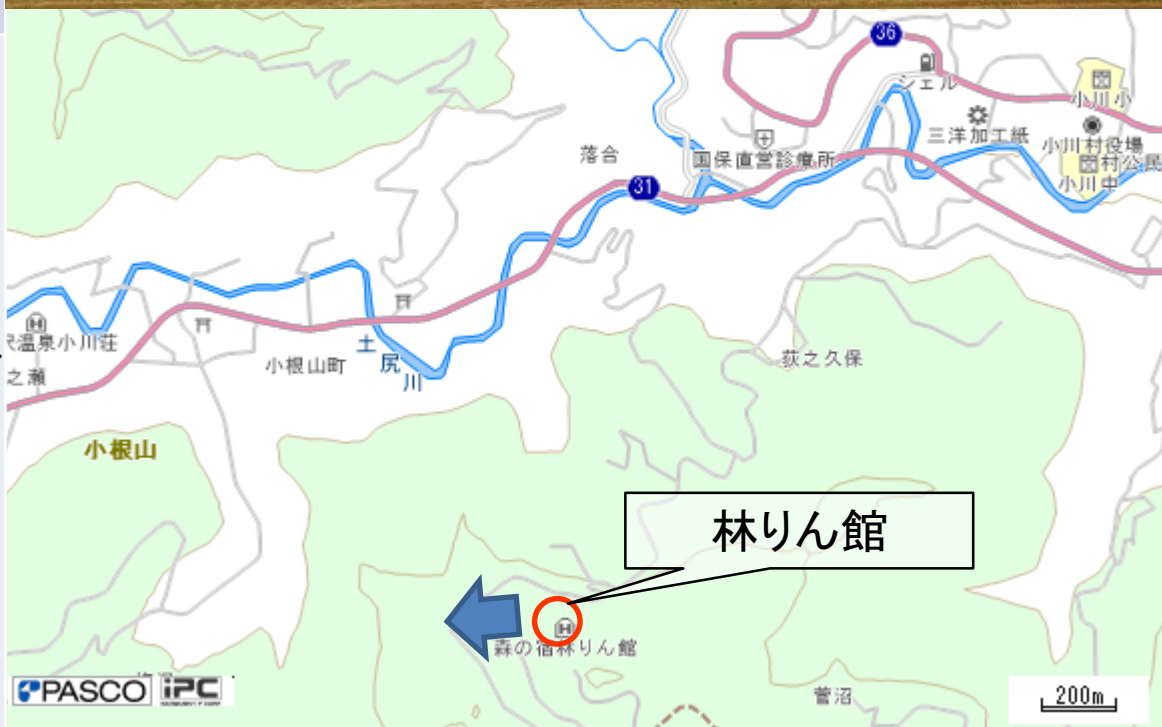 36
シェル
小川小
三洋加工紙
小川村役場
村公民
小川中
落合
国保直営診療所
31
温泉小川荘
之瀬
小根山町
土尻川
荻之久保
小根山
林りん館
森の宿林りん館
菅沼
PASCO iPC
200m